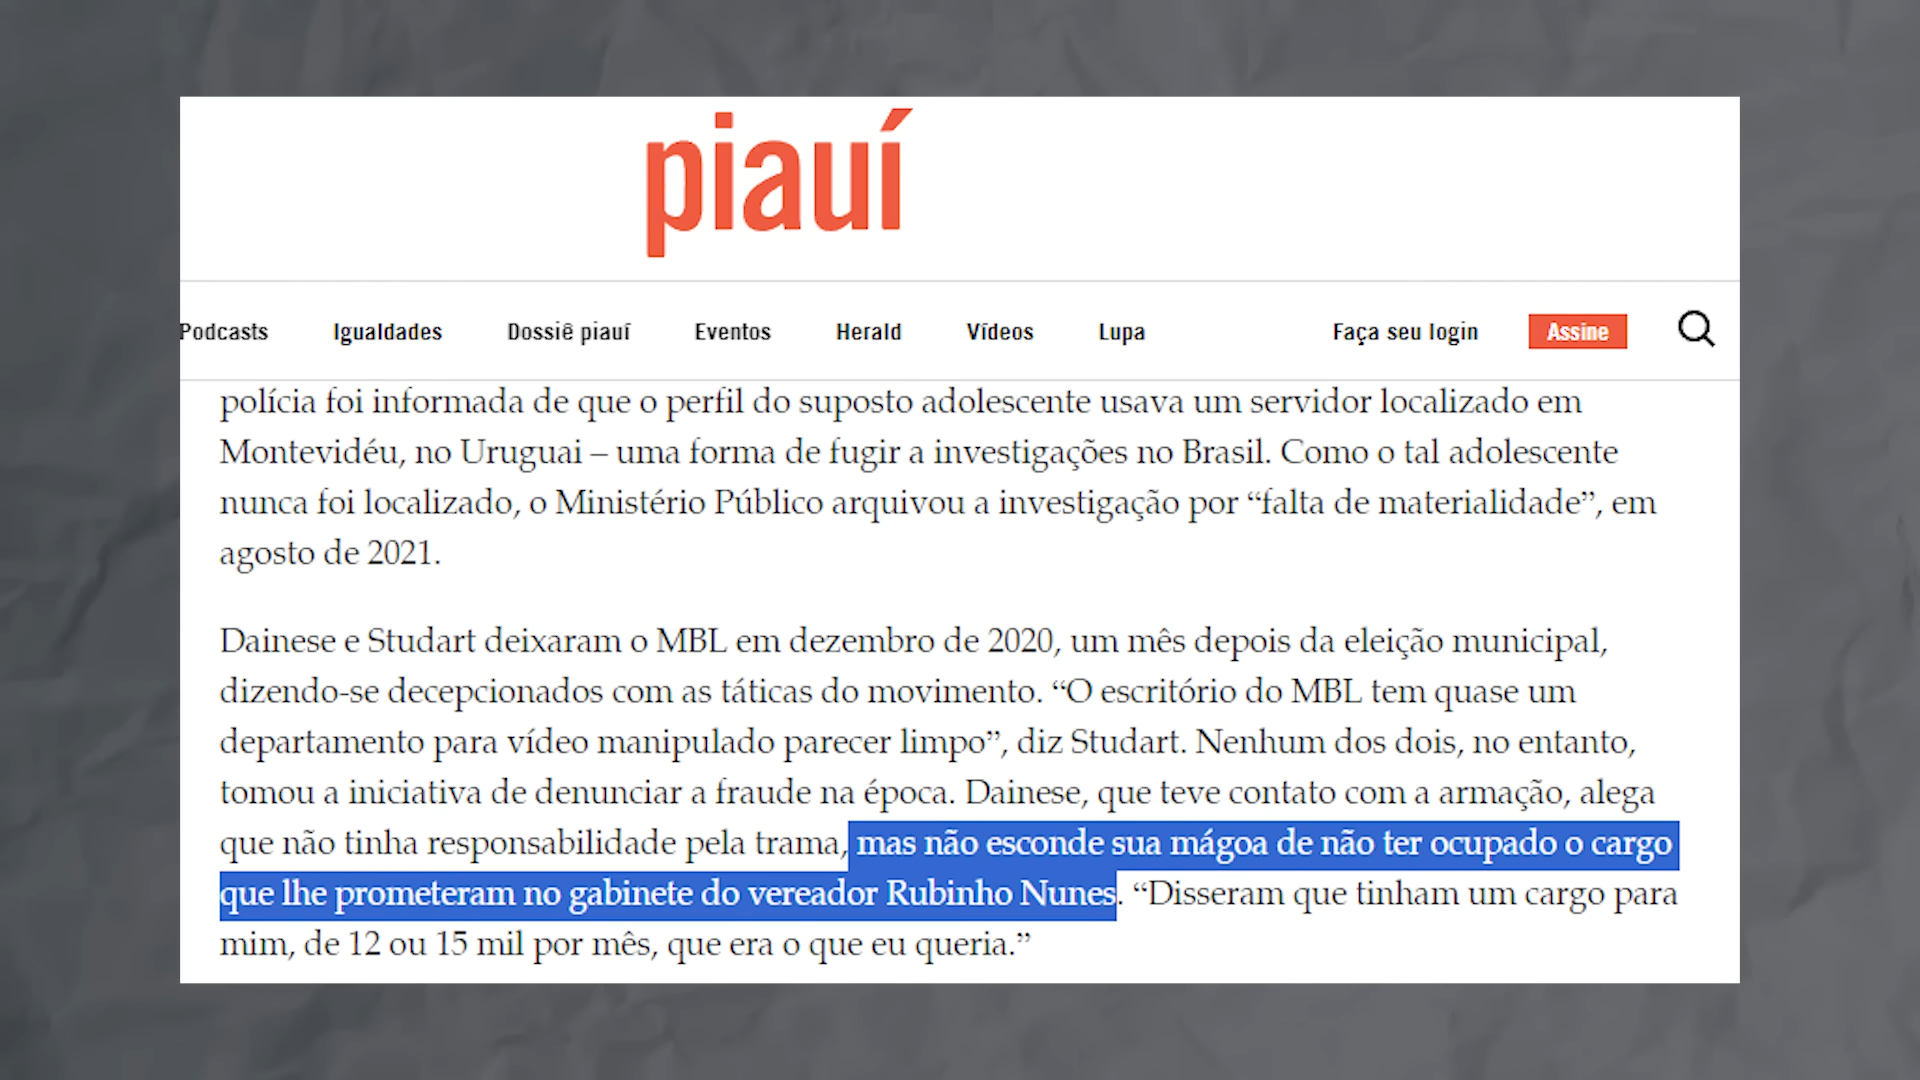 piauí
Podcasts Igualdades Dossiê piauí Eventos Herald Vídeos Lupa Faça seu login Assine
polícia foi informada de que o perfil do suposto adolescente usava um servidor localizado em
Montevidéu, no Uruguai – uma forma de fugir a investigações no Brasil. Como o tal adolescente
nunca foi localizado, o Ministério Público arquivou a investigação por “falta de materialidade”, em
agosto de 2021.
Dainese e Studart deixaram o MBL em dezembro de 2020, um mês depois da eleição municipal,
dizendo-se decepcionados com as táticas do movimento. “O escritório do MBL tem quase um
departamento para vídeo manipulado parecer limpo”, diz Studart. Nenhum dos dois, no entanto,
tomou a iniciativa de denunciar a fraude na época. Dainese, que teve contato com a armação, alega
que não tinha responsabilidade pela trama, mas não esconde sua mágoa de não ter ocupado o cargo
que lhe prometeram no gabinete do vereador Rubinho Nunes. “Disseram que tinham um cargo para
mim, de 12 ou 15 mil por mês, que era o que eu queria.”